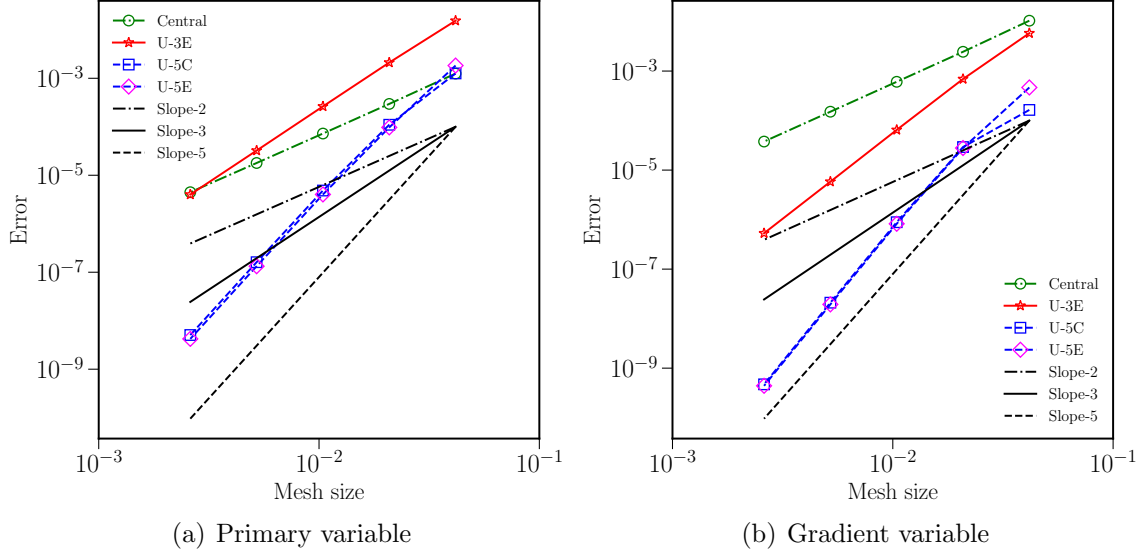 Central
U-3E
U-5C
U-5E
Slope-2
Slope-3
Slope-5
10⁻³
10⁻⁵
10⁻⁷
10⁻⁹
Error
10⁻³
10⁻²
10⁻¹
Mesh size
(a) Primary variable
10⁻³
10⁻⁵
10⁻⁷
10⁻⁹
Error
Central
U-3E
U-5C
U-5E
Slope-2
Slope-3
Slope-5
10⁻³
10⁻²
10⁻¹
Mesh size
(b) Gradient variable